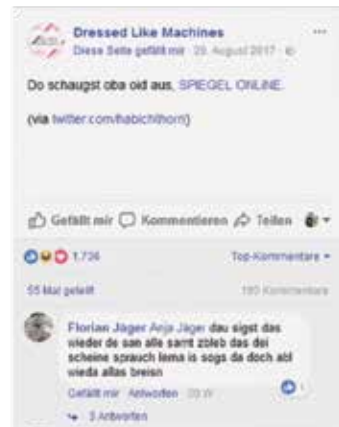 Dressed Like Machines
Diese Seite gefällt mir · 29. August 2017
Do schaugst oba oid aus, SPIEGEL ONLINE.
(via twitter.com/habichthorn)
Gefällt mir Kommentieren Teilen
1.736 Top-Kommentare
55 Mal geteilt Kommentare
Florian Jäger Anja Jäger dau sigst das
wieder de san alle samt zbleb das dei
scheine sprauch lerna is sogs da doch abl
wieda allas breisn
Gefällt mir Antworten
1
3 Antworten